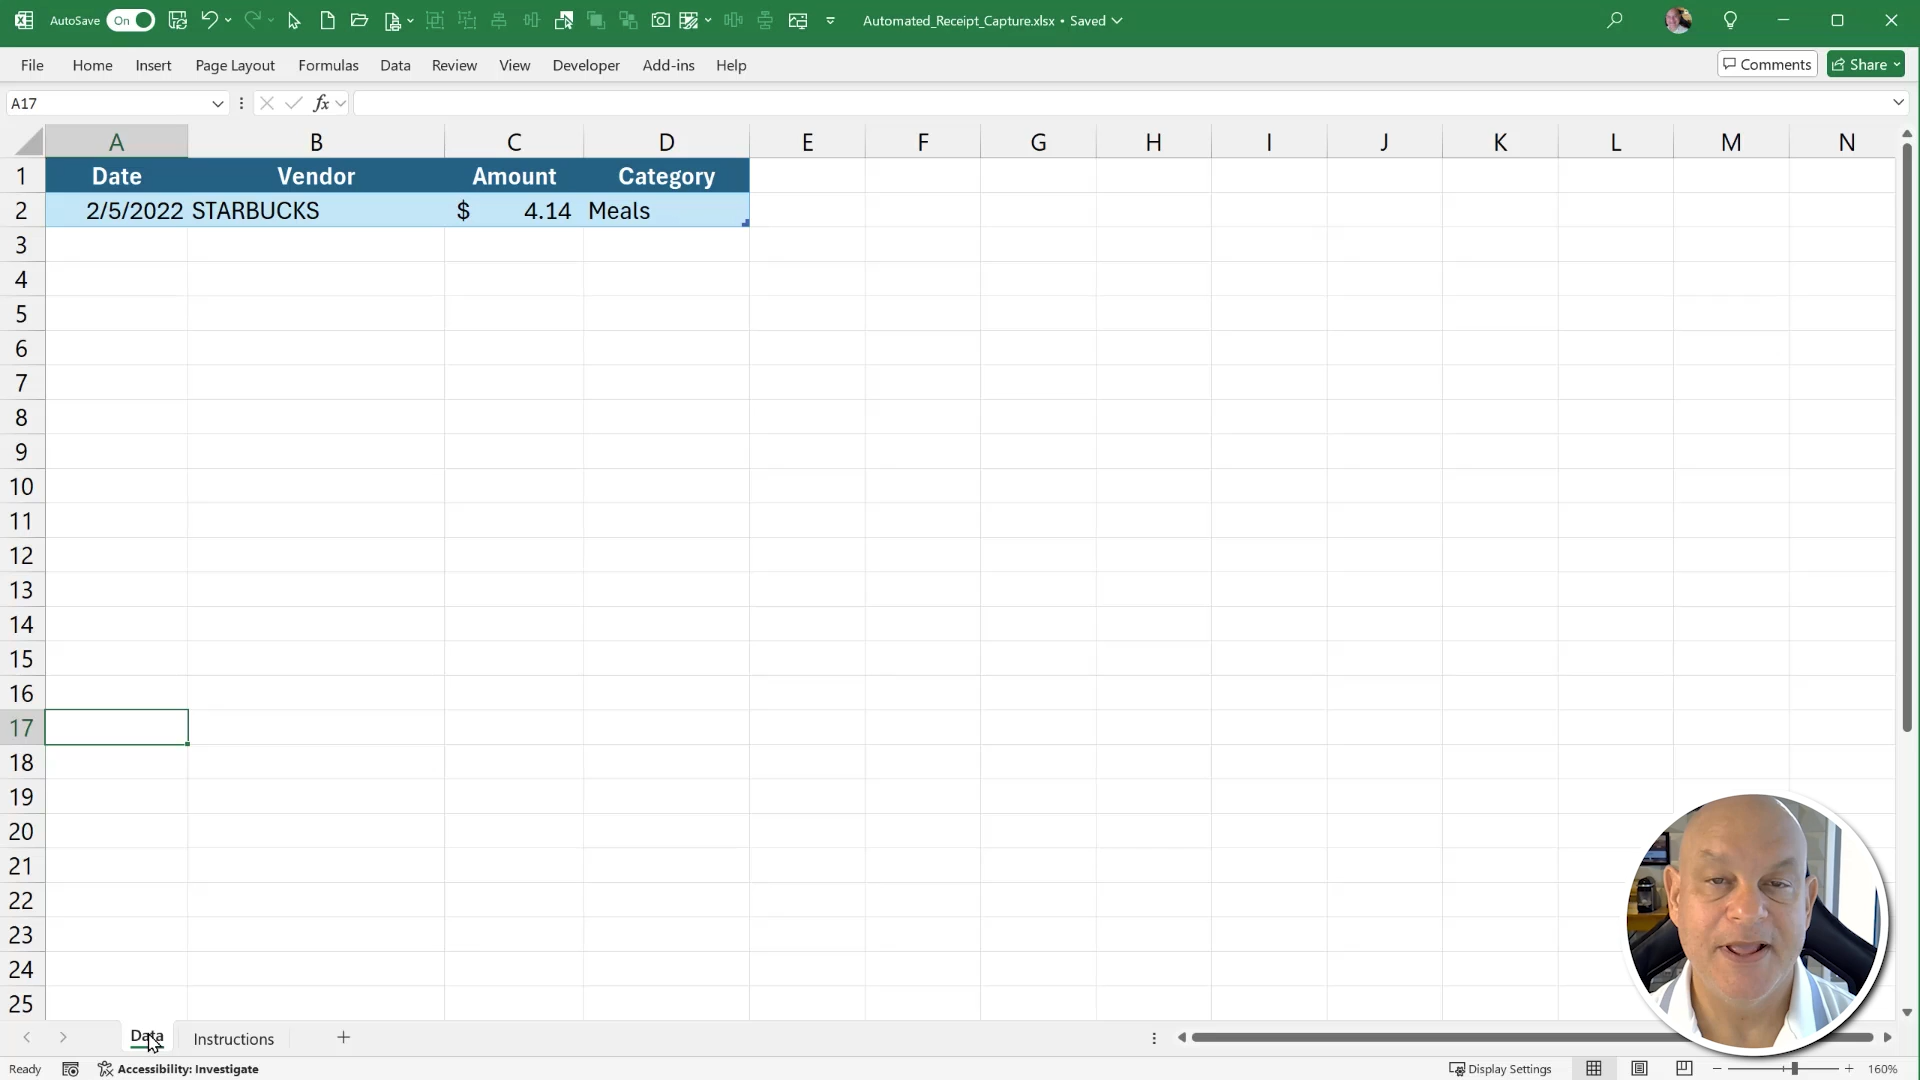 AutoSave On Automated_Receipt_Capture.xlsx • Saved
File Home Insert Page Layout Formulas Data Review View Developer Add-ins Help Comments Share
A17 fx
A B C D E F G H I J K L M N
1 Date Vendor Amount Category
2 2/5/2022 STARBUCKS $ 4.14 Meals
3
4
5
6
7
8
9
10
11
12
13
14
15
16
17
18
19
20
21
22
23
24
25
Data Instructions
Ready Accessibility: Investigate Display Settings 160%